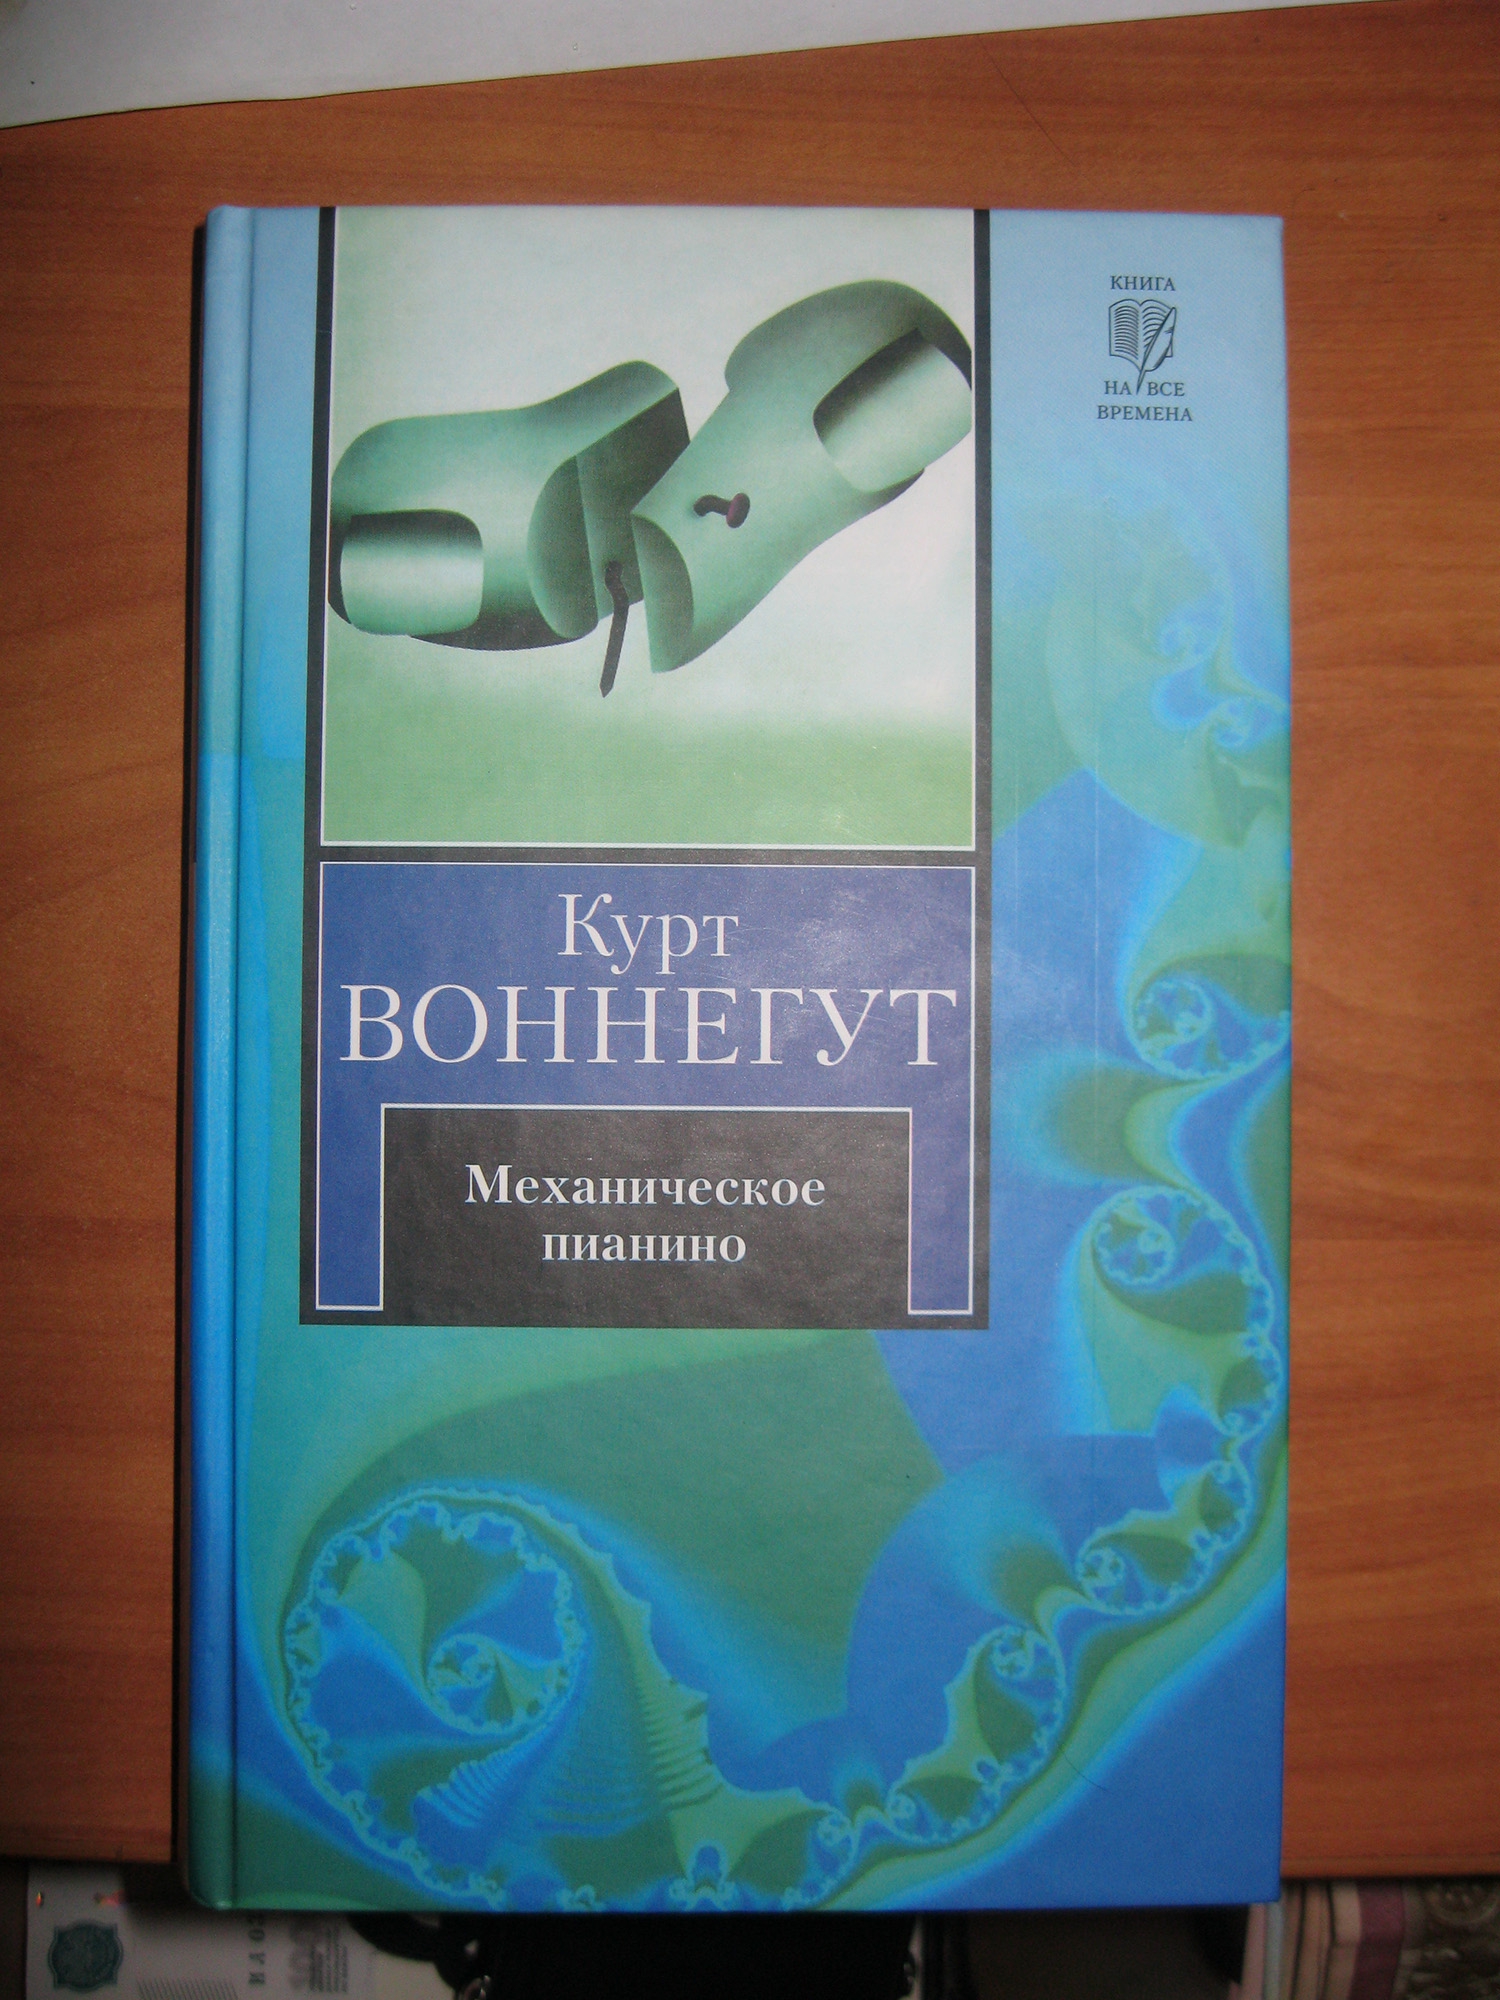 КНИГА
НА ВСЕ
ВРЕМЕНА
Курт
ВОННЕГУТ
Механическое
пианино